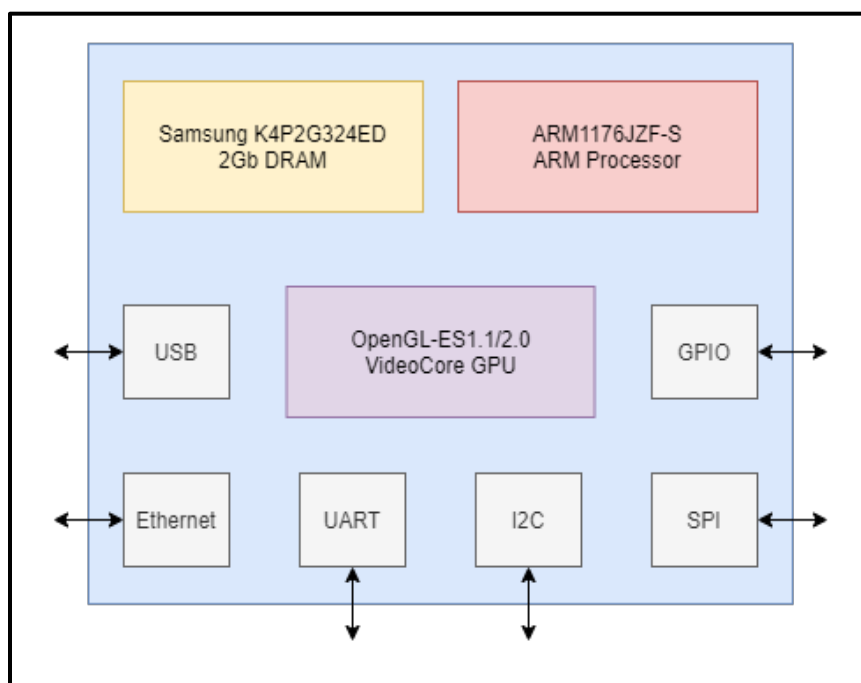 Samsung K4P2G324ED
2Gb DRAM
ARM1176JZF-S
ARM Processor
USB
OpenGL-ES1.1/2.0
VideoCore GPU
GPIO
Ethernet
UART
I2C
SPI